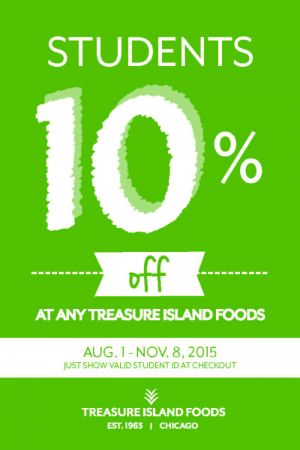 STUDENTS
10%
off
AT ANY TREASURE ISLAND FOODS
AUG. 1 - NOV. 8, 2015
JUST SHOW VALID STUDENT ID AT CHECKOUT
TREASURE ISLAND FOODS
EST. 1963 | CHICAGO